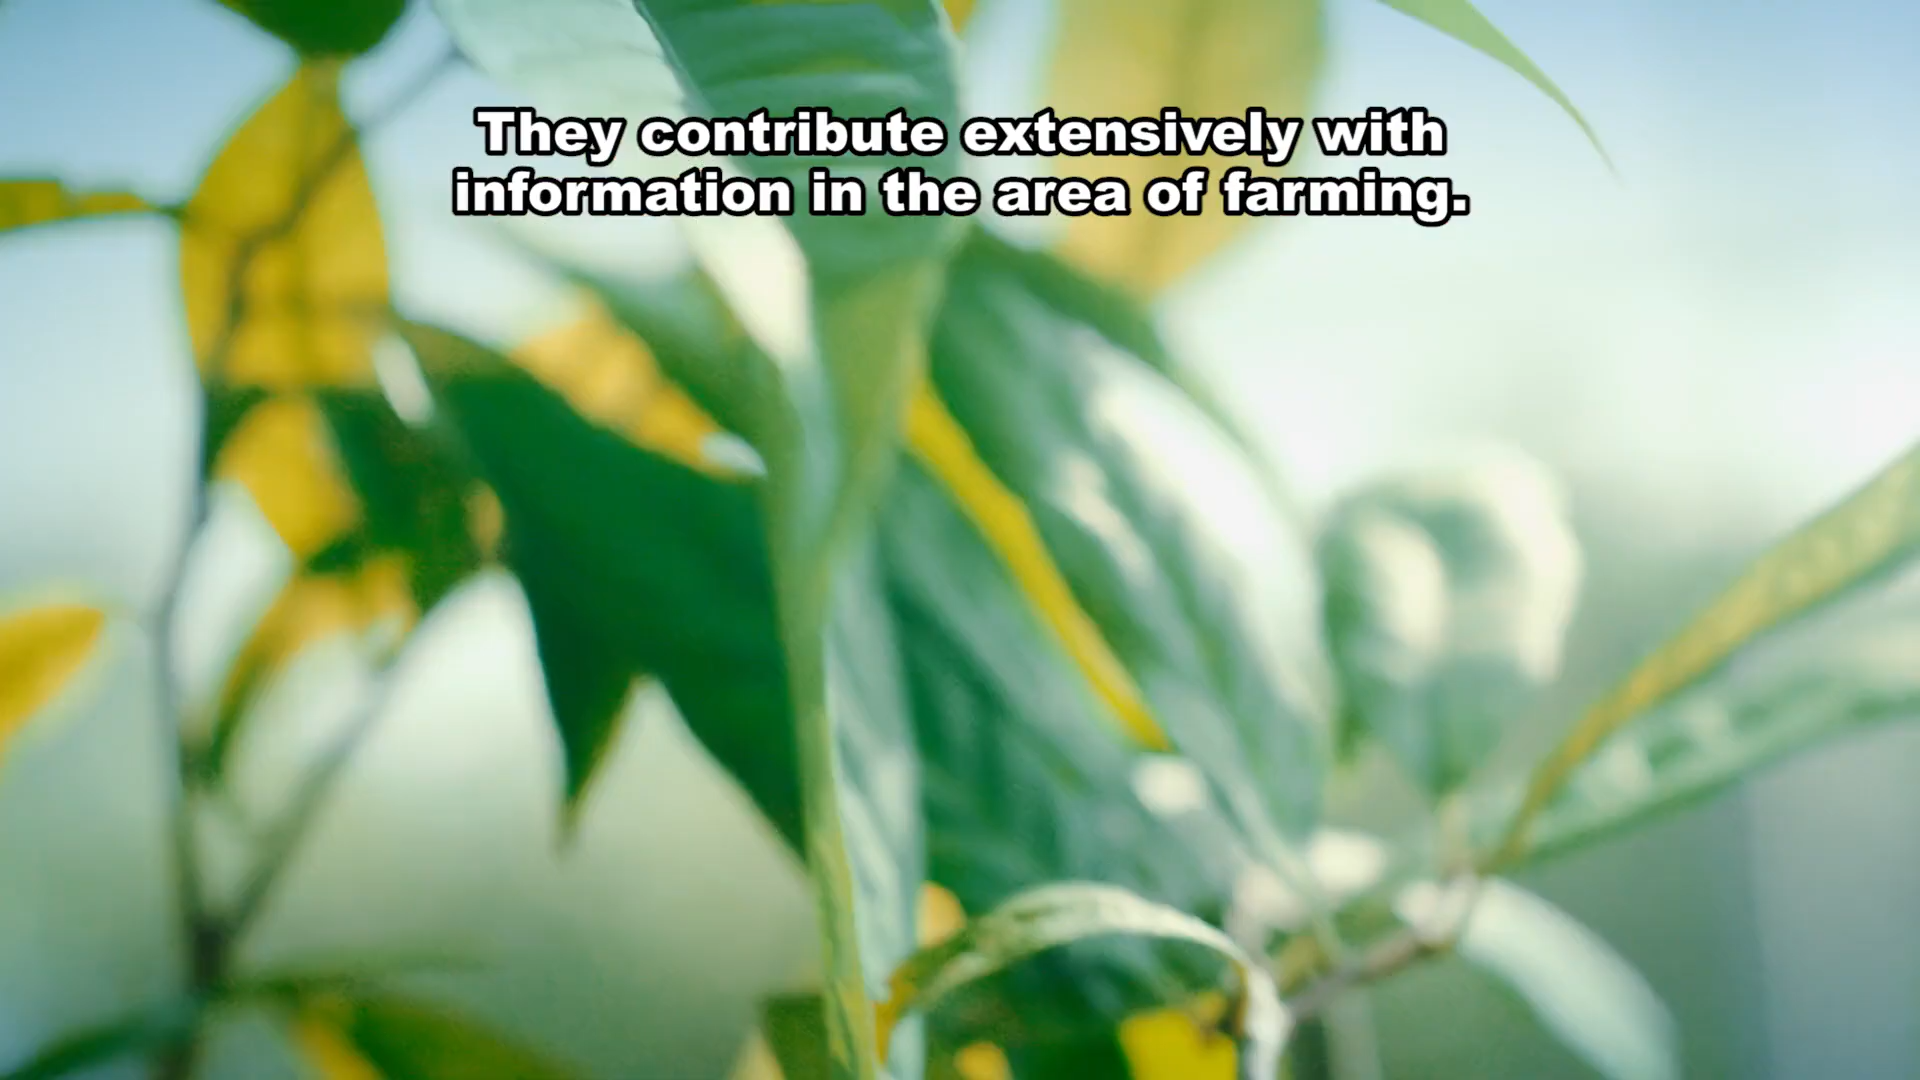 They contribute extensively with
information in the area of farming.